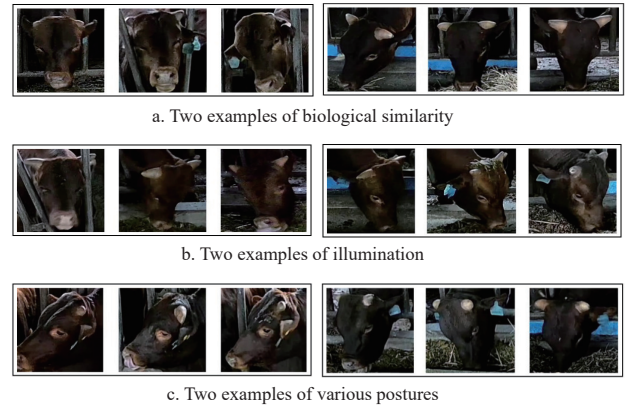 a. Two examples of biological similarity
b. Two examples of illumination
c. Two examples of various postures